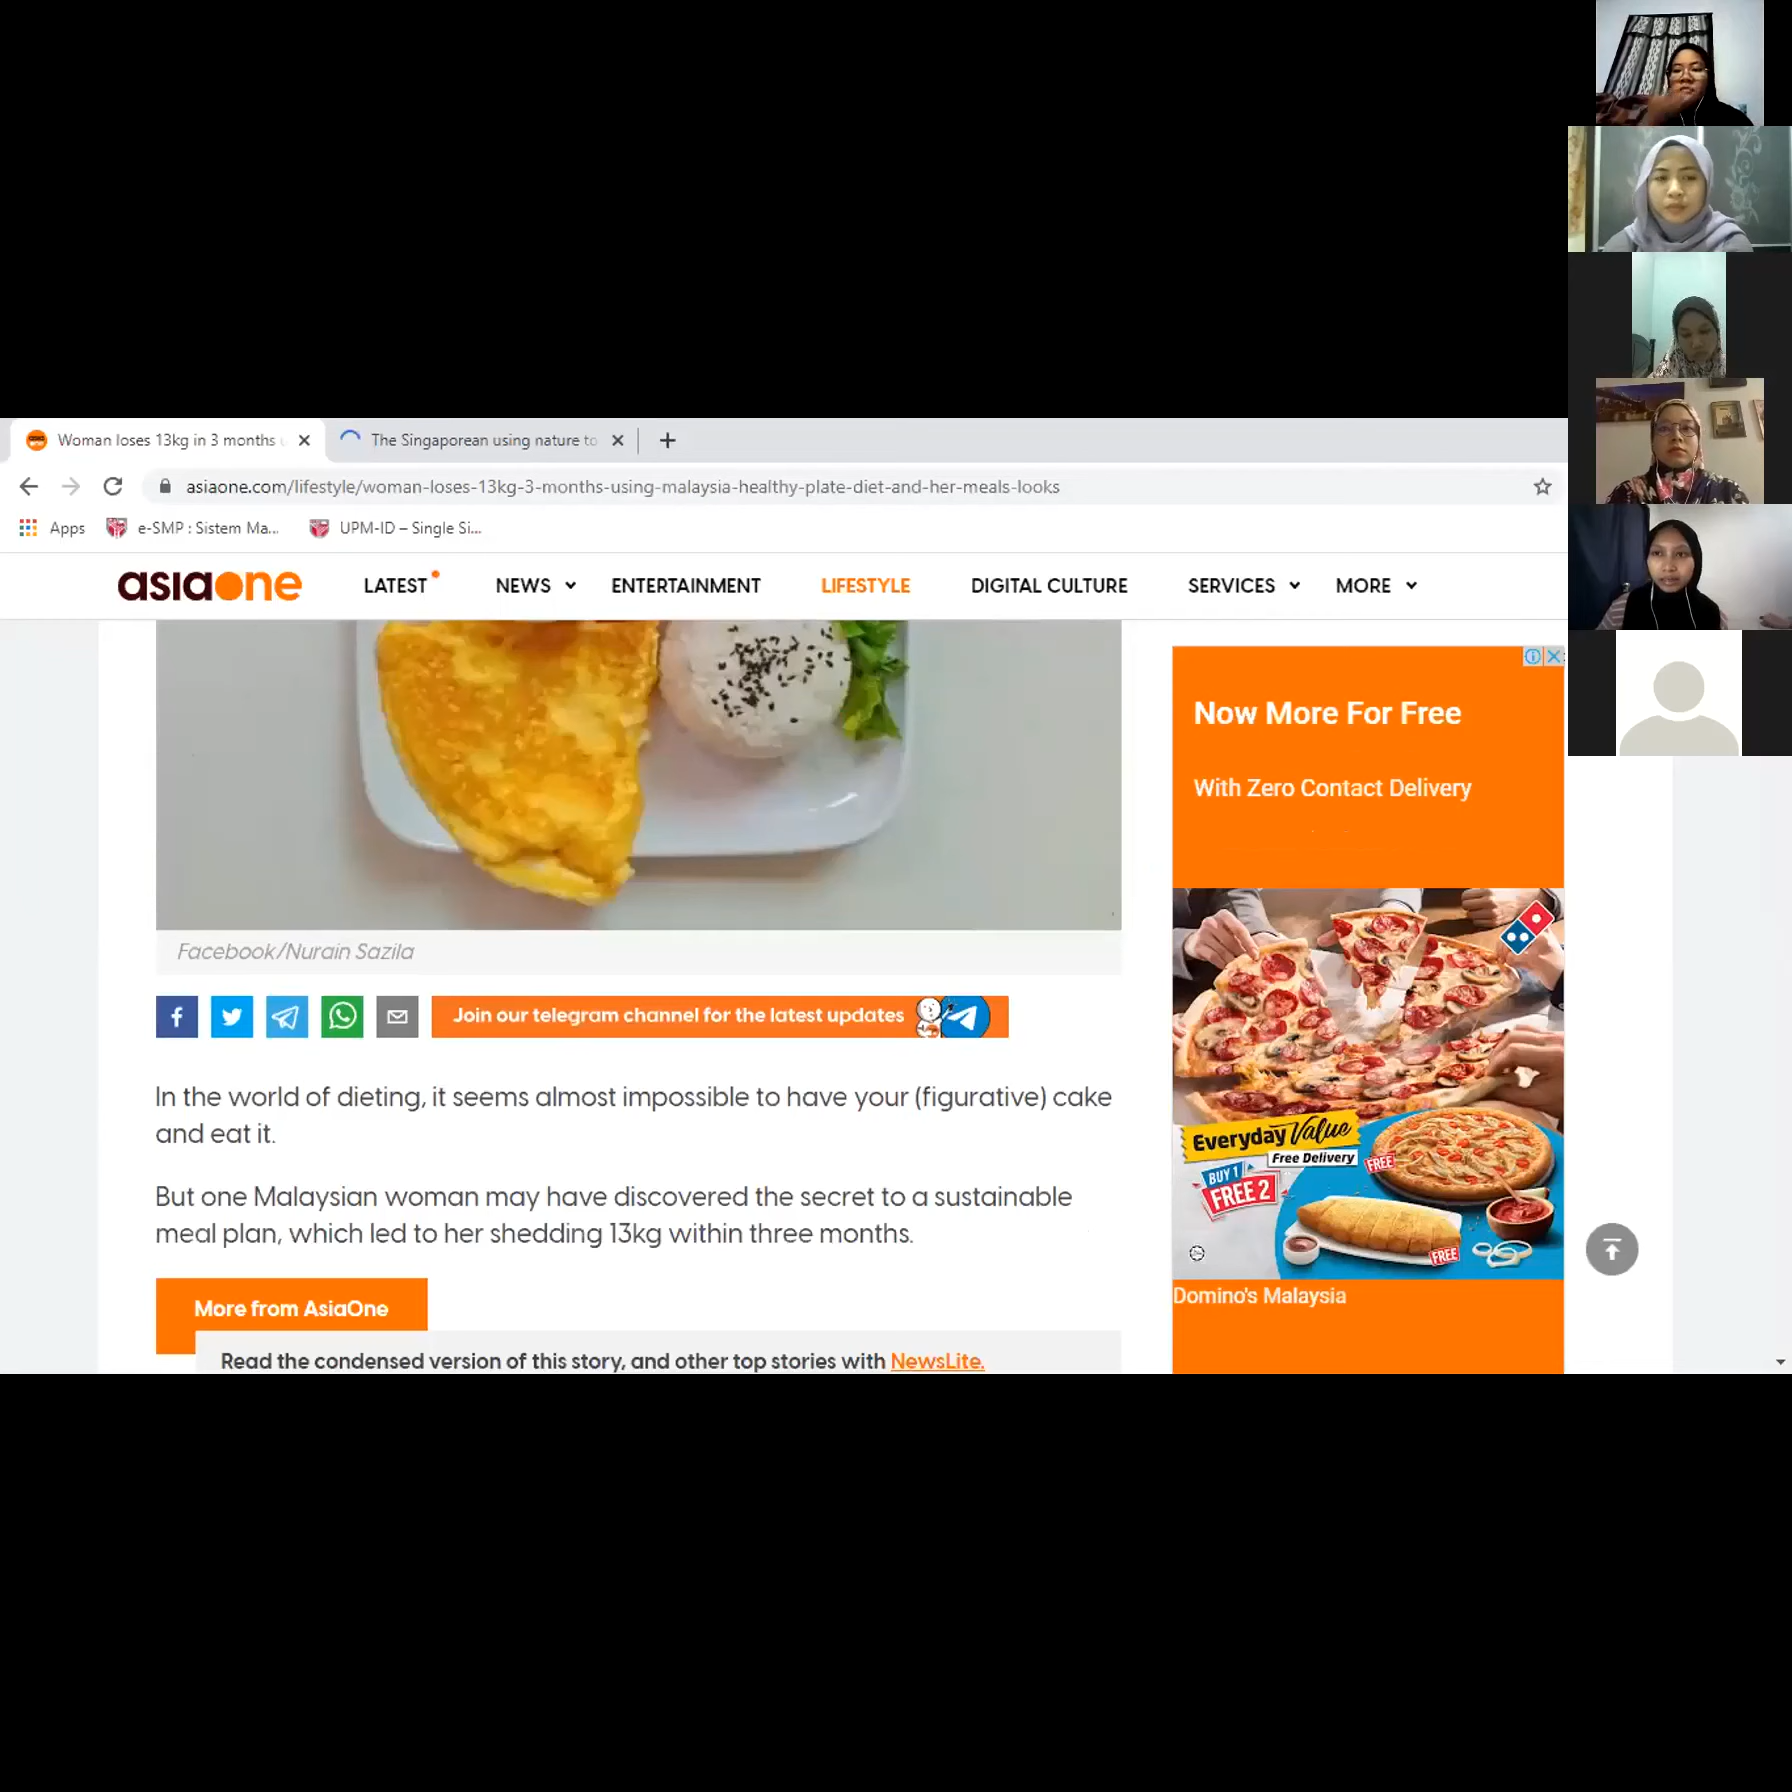 Woman loses 13kg in 3 months
The Singaporean using nature to
asiaone.com/lifestyle/woman-loses-13kg-3-months-using-malaysia-healthy-plate-diet-and-her-meals-looks
Apps
e-SMP : Sistem Ma...
UPM-ID – Single Si...
asiaone
LATEST
NEWS
ENTERTAINMENT
LIFESTYLE
DIGITAL CULTURE
SERVICES
MORE
Facebook/Nurain Sazila
Join our telegram channel for the latest updates
In the world of dieting, it seems almost impossible to have your (figurative) cake
and eat it.
But one Malaysian woman may have discovered the secret to a sustainable
meal plan, which led to her shedding 13kg within three months.
More from AsiaOne
Read the condensed version of this story, and other top stories with NewsLite.
Now More For Free
With Zero Contact Delivery
Everyday Value
Free Delivery
BUY 1
FREE 2
FREE
FREE
Domino's Malaysia